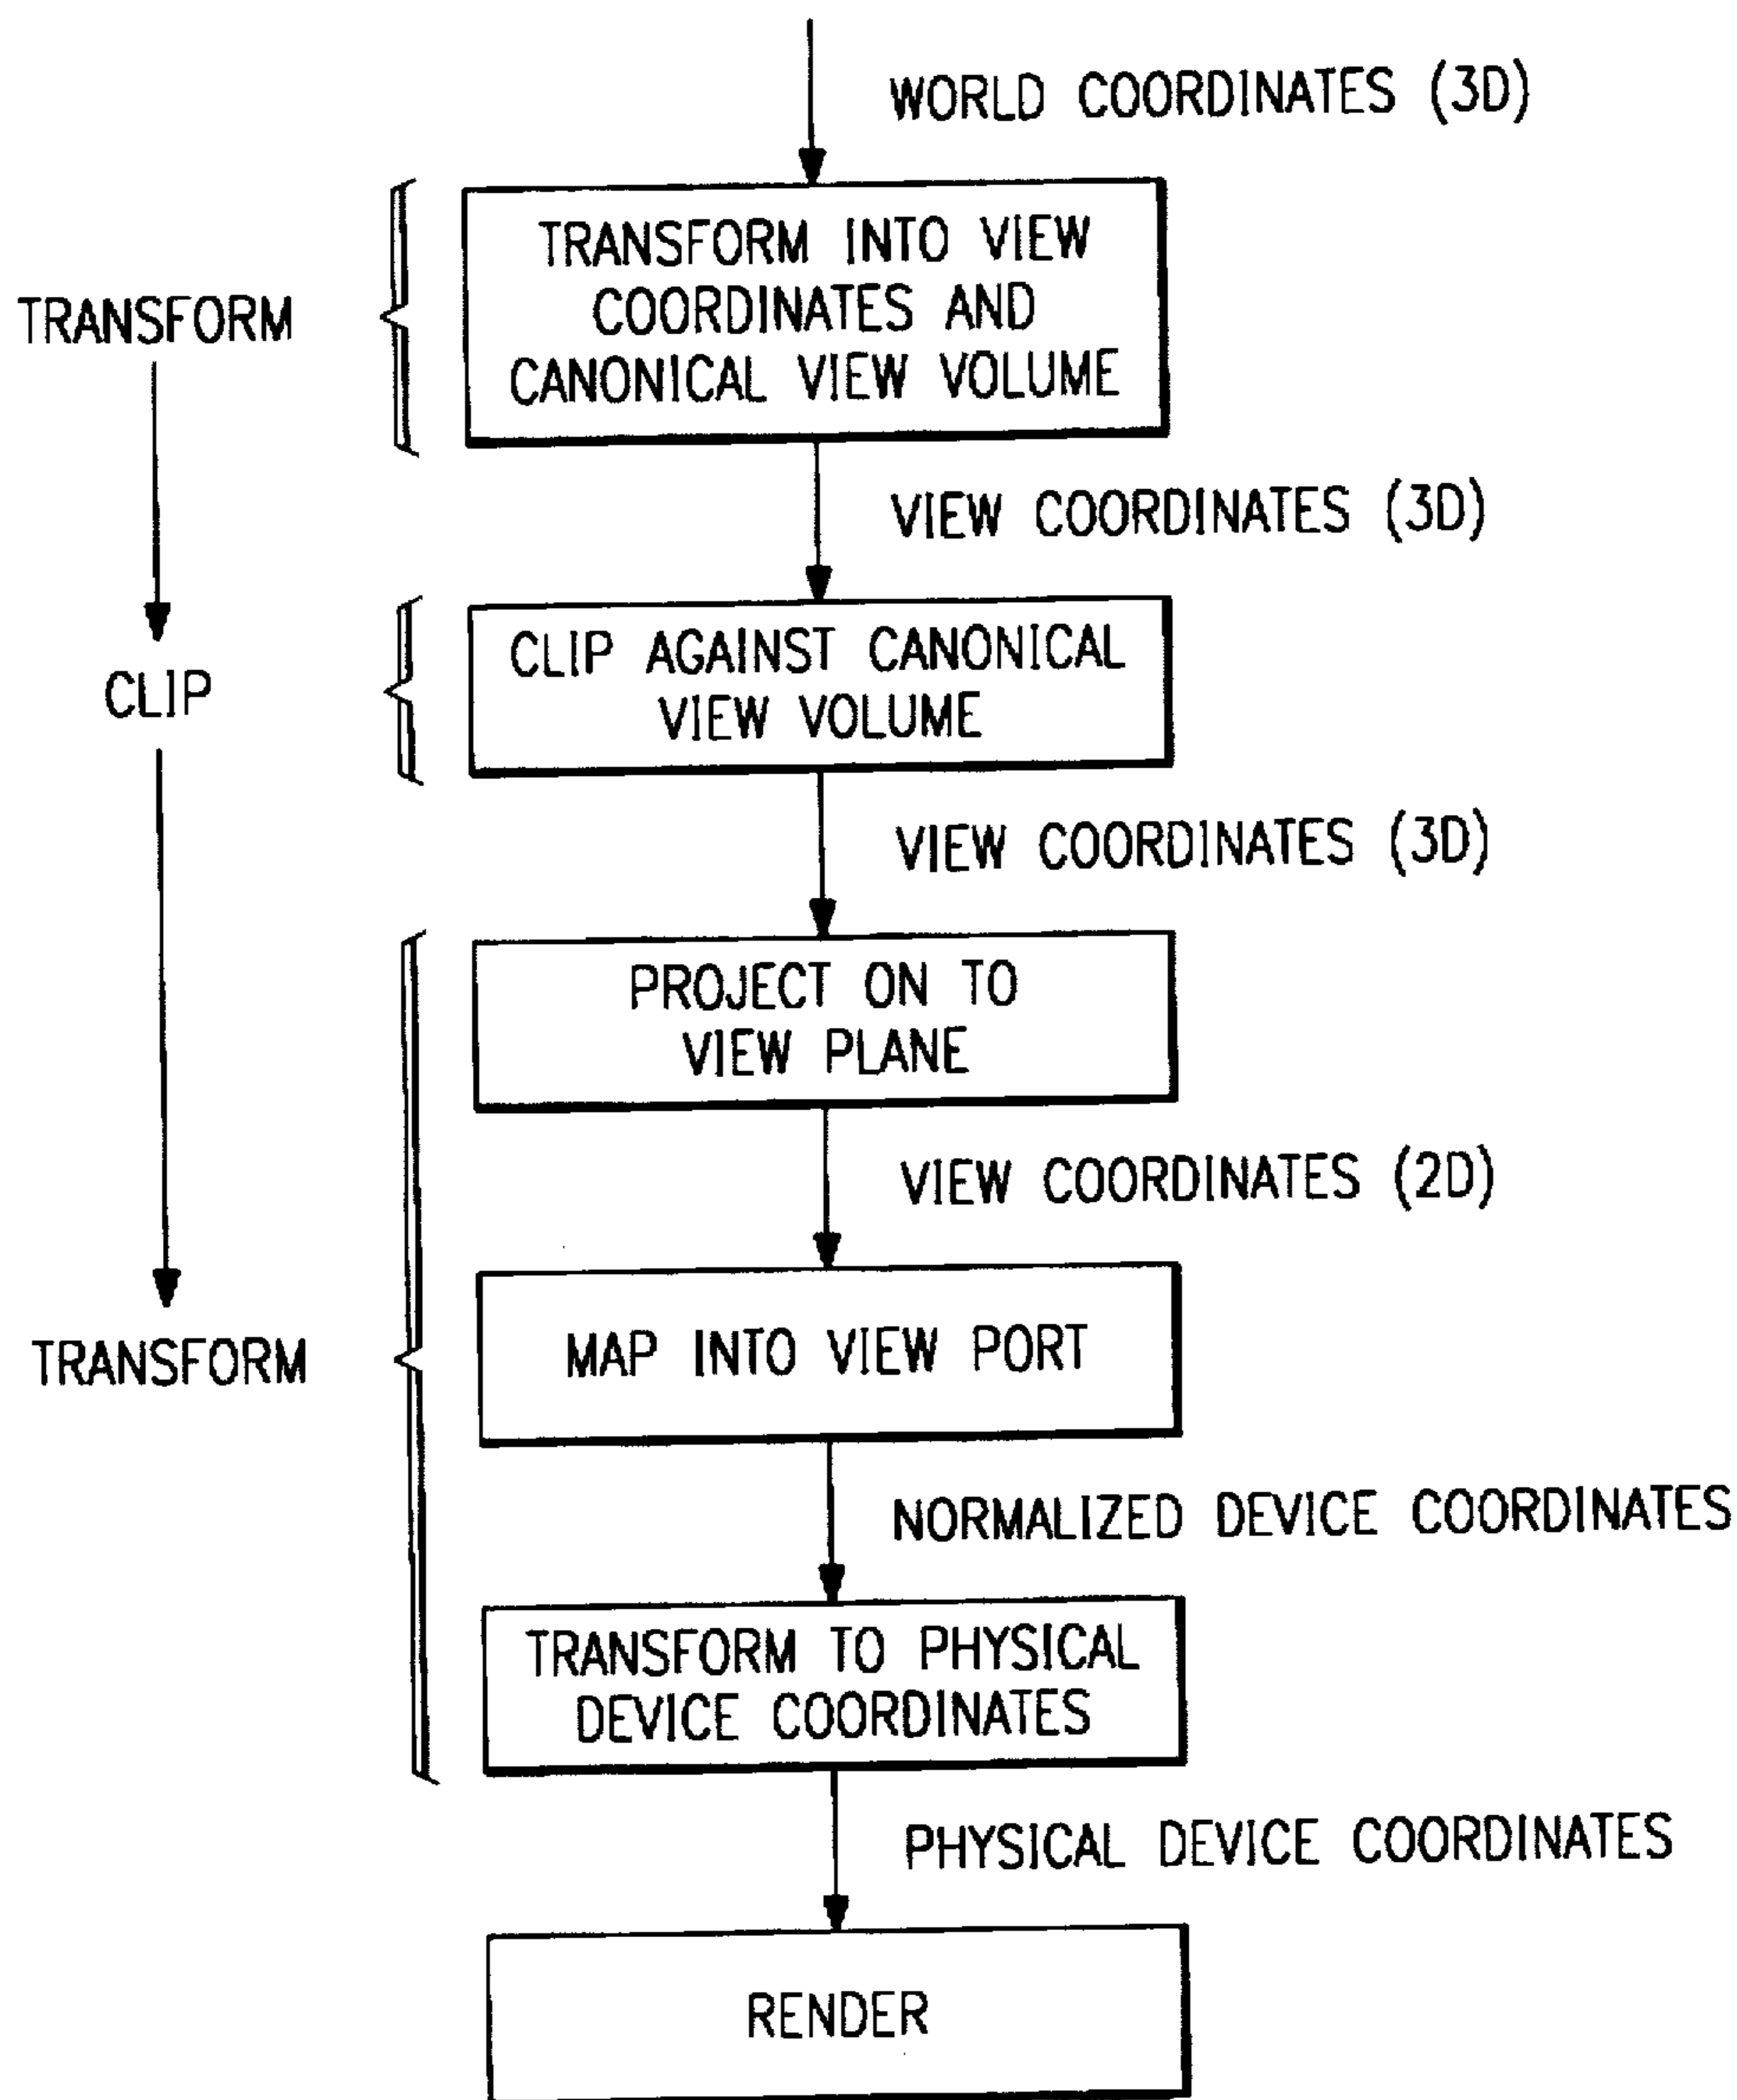 WORLD COORDINATES (3D)
TRANSFORM INTO VIEW
COORDINATES AND
CANONICAL VIEW VOLUME
TRANSFORM
VIEW COORDINATES (3D)
CLIP AGAINST CANONICAL
VIEW VOLUME
CLIP
VIEW COORDINATES (3D)
PROJECT ON TO
VIEW PLANE
VIEW COORDINATES (2D)
MAP INTO VIEW PORT
TRANSFORM
NORMALIZED DEVICE COORDINATES
TRANSFORM TO PHYSICAL
DEVICE COORDINATES
PHYSICAL DEVICE COORDINATES
RENDER